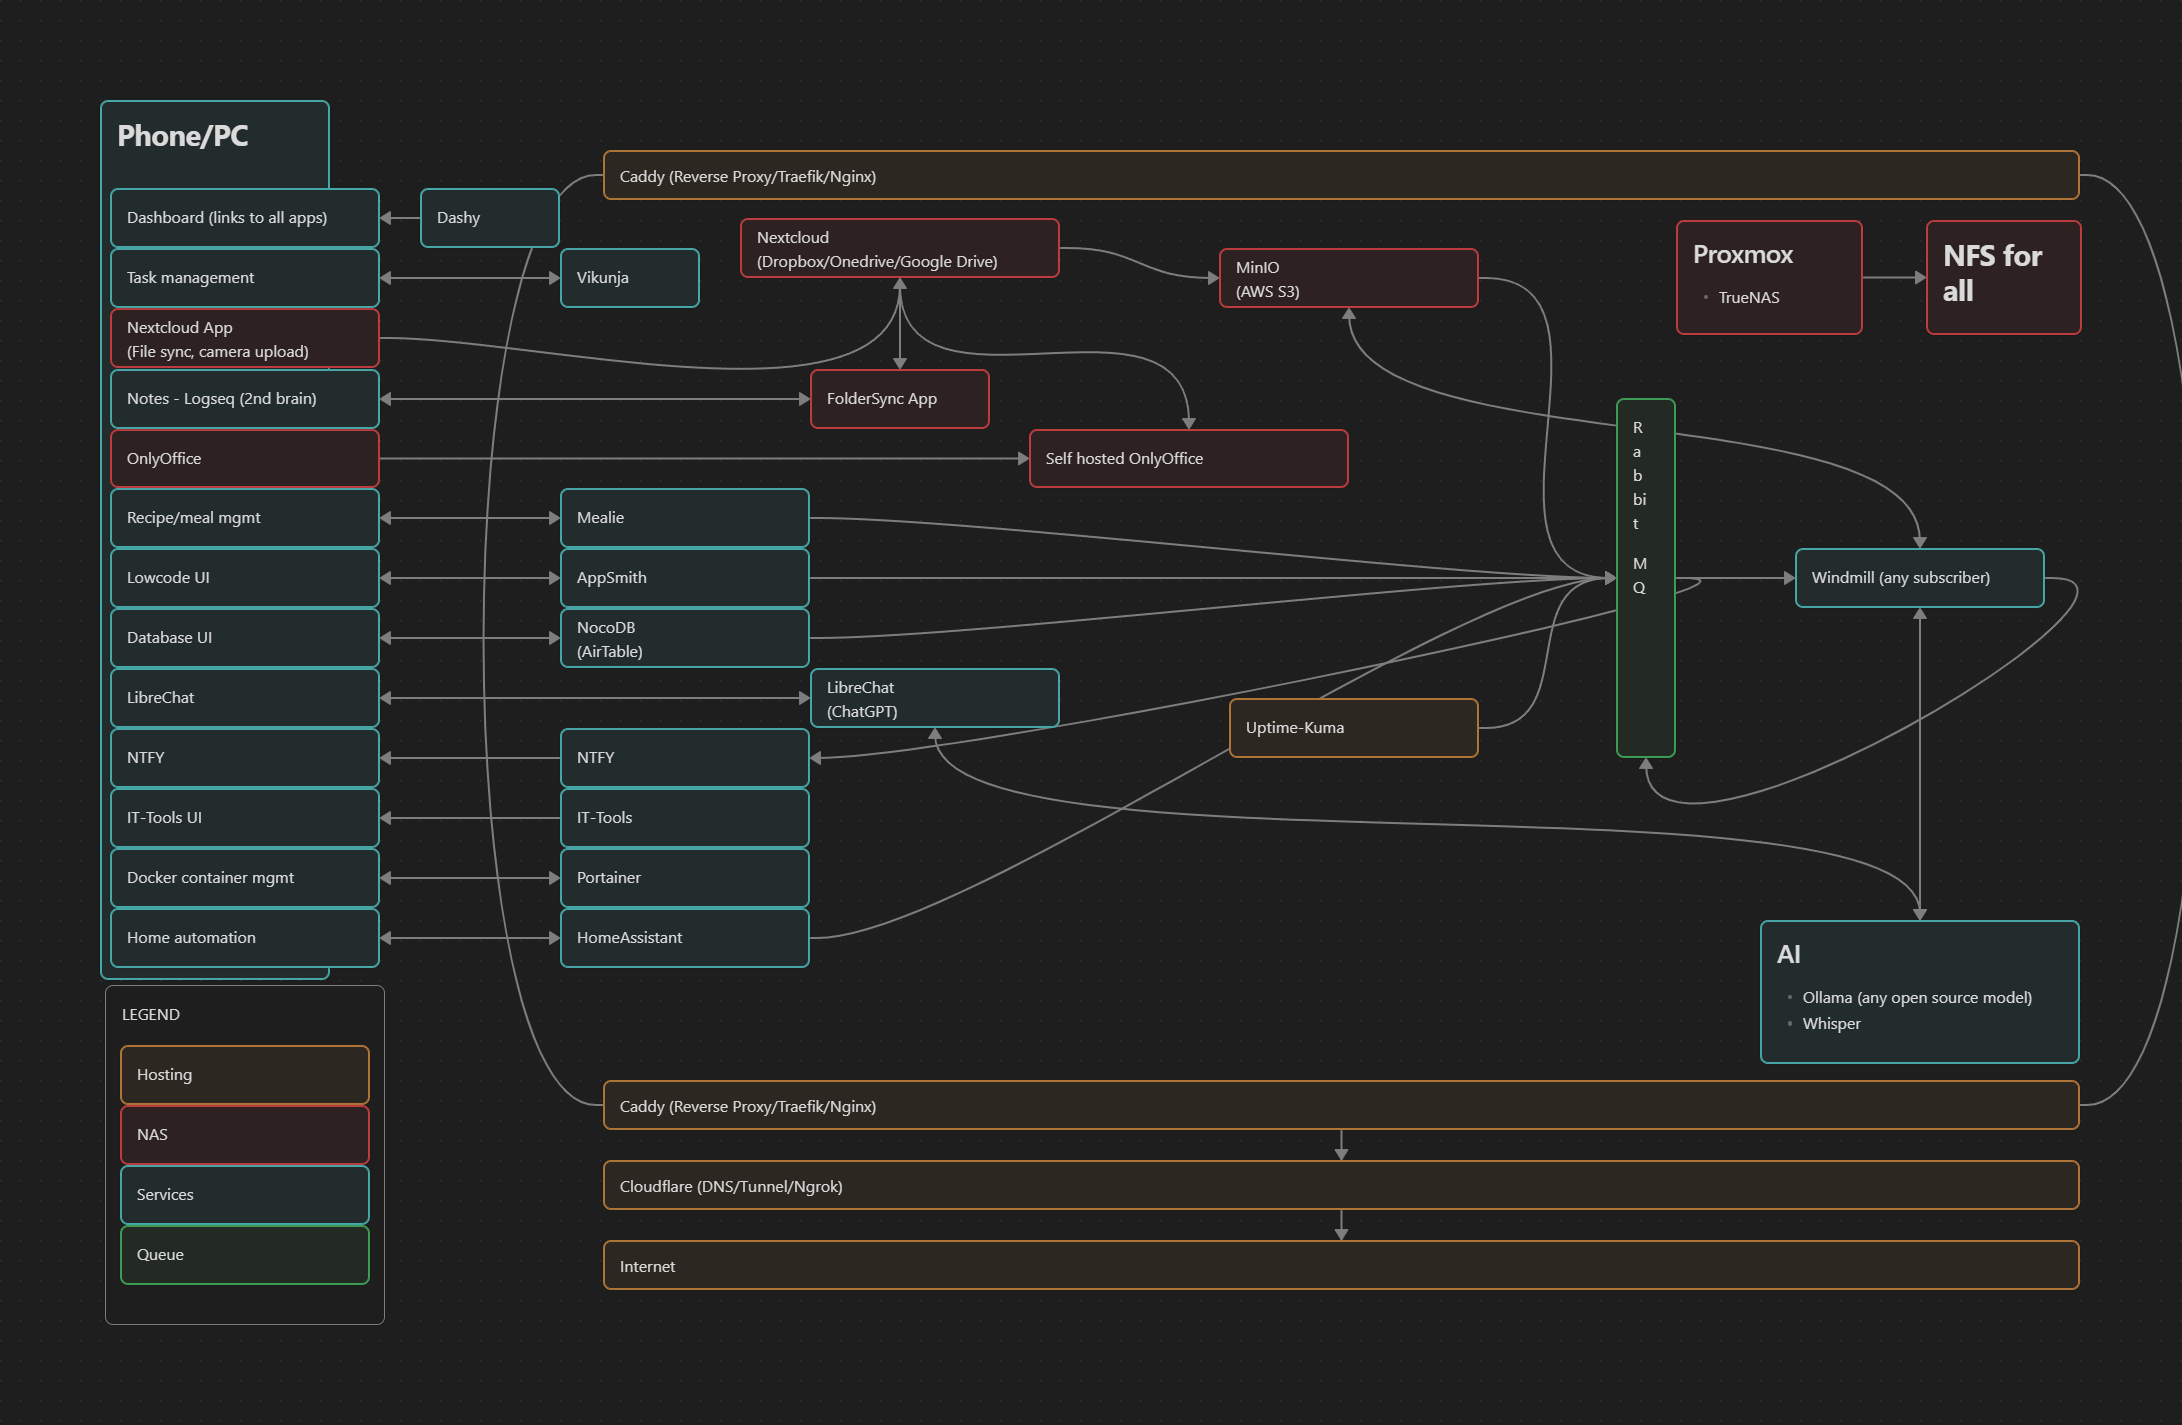 Phone/PC
Dashboard (links to all apps)
Task management
Nextcloud App
(File sync, camera upload)
Notes - Logseq (2nd brain)
OnlyOffice
Recipe/meal mgmt
Lowcode UI
Database UI
LibreChat
NTFY
IT-Tools UI
Docker container mgmt
Home automation
Dashy
Vikunja
Caddy (Reverse Proxy/Traefik/Nginx)
Nextcloud
(Dropbox/Onedrive/Google Drive)
MinIO
(AWS S3)
Proxmox
TrueNAS
NFS for
all
FolderSync App
Self hosted OnlyOffice
Mealie
AppSmith
NocoDB
(AirTable)
LibreChat
(ChatGPT)
NTFY
IT-Tools
Portainer
HomeAssistant
Uptime-Kuma
R
a
b
bi
t
M
Q
Windmill (any subscriber)
AI
Ollama (any open source model)
Whisper
Caddy (Reverse Proxy/Traefik/Nginx)
Cloudflare (DNS/Tunnel/Ngrok)
Internet
LEGEND
Hosting
NAS
Services
Queue